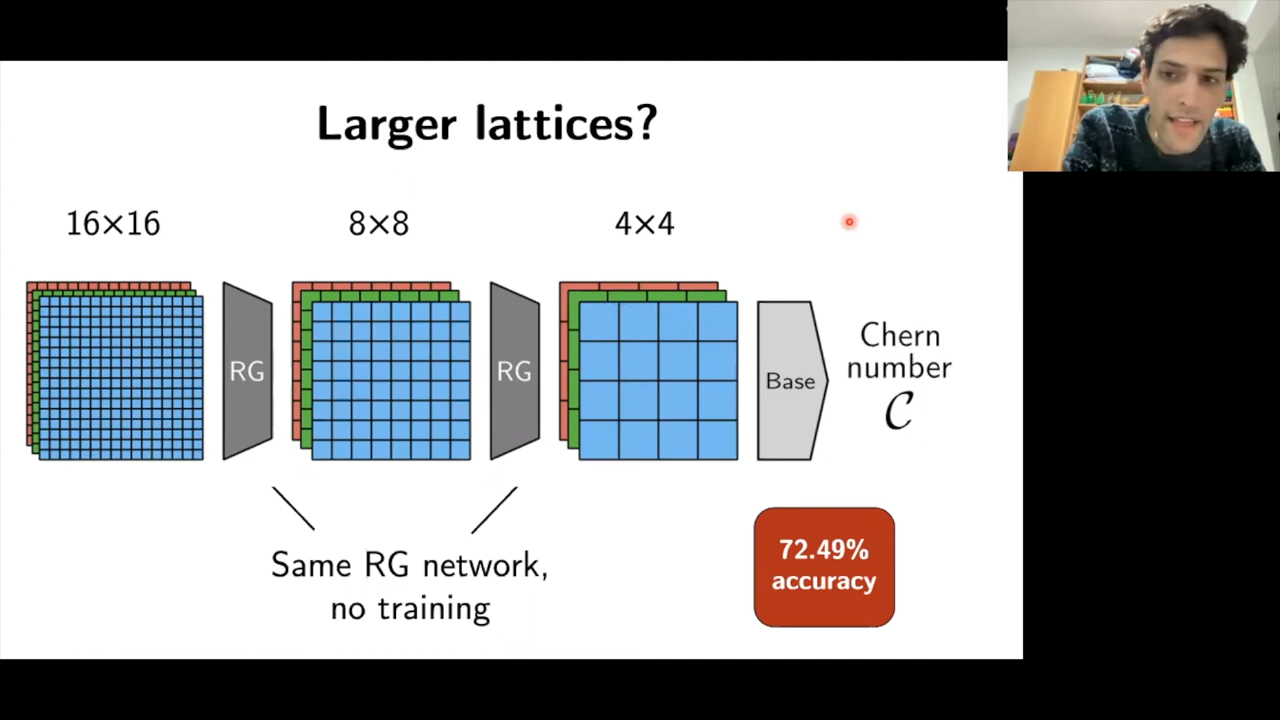 Larger lattices?
16×16
8×8
4×4
RG
RG
Base
Chern
number
𝒞
Same RG network,
no training
72.49%
accuracy